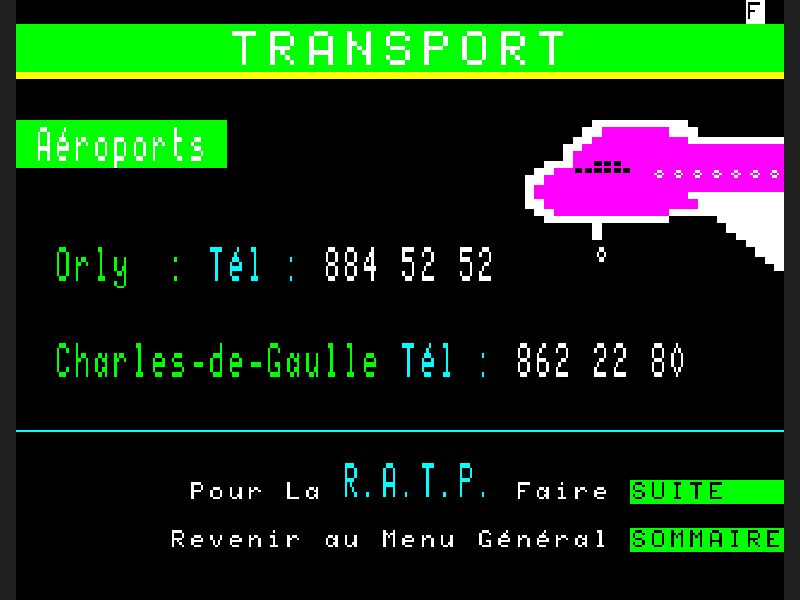 F
TRANSPORT
Aéroports
Orly : Tél : 884 52 52
Charles-de-Gaulle Tél : 862 22 80
Pour La R.A.T.P. Faire SUITE
Revenir au Menu Général SOMMAIRE